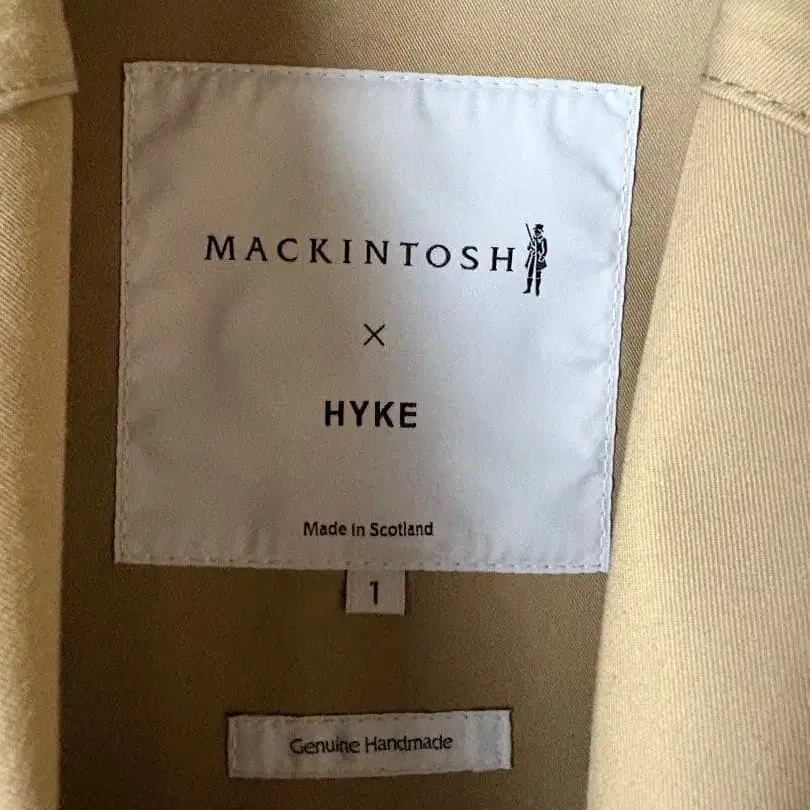 MACKINTOSH
×
HYKE
Made in Scotland
1
Genuine Handmade